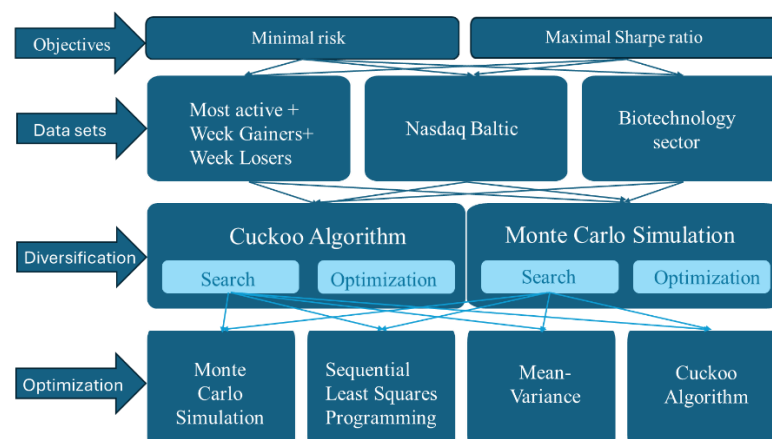 Objectives
Minimal risk
Maximal Sharpe ratio
Data sets
Most active +
Week Gainers+
Week Losers
Nasdaq Baltic
Biotechnology
sector
Diversification
Cuckoo Algorithm
Search
Optimization
Monte Carlo Simulation
Search
Optimization
Optimization
Monte
Carlo
Simulation
Sequential
Least Squares
Programming
Mean-
Variance
Cuckoo
Algorithm